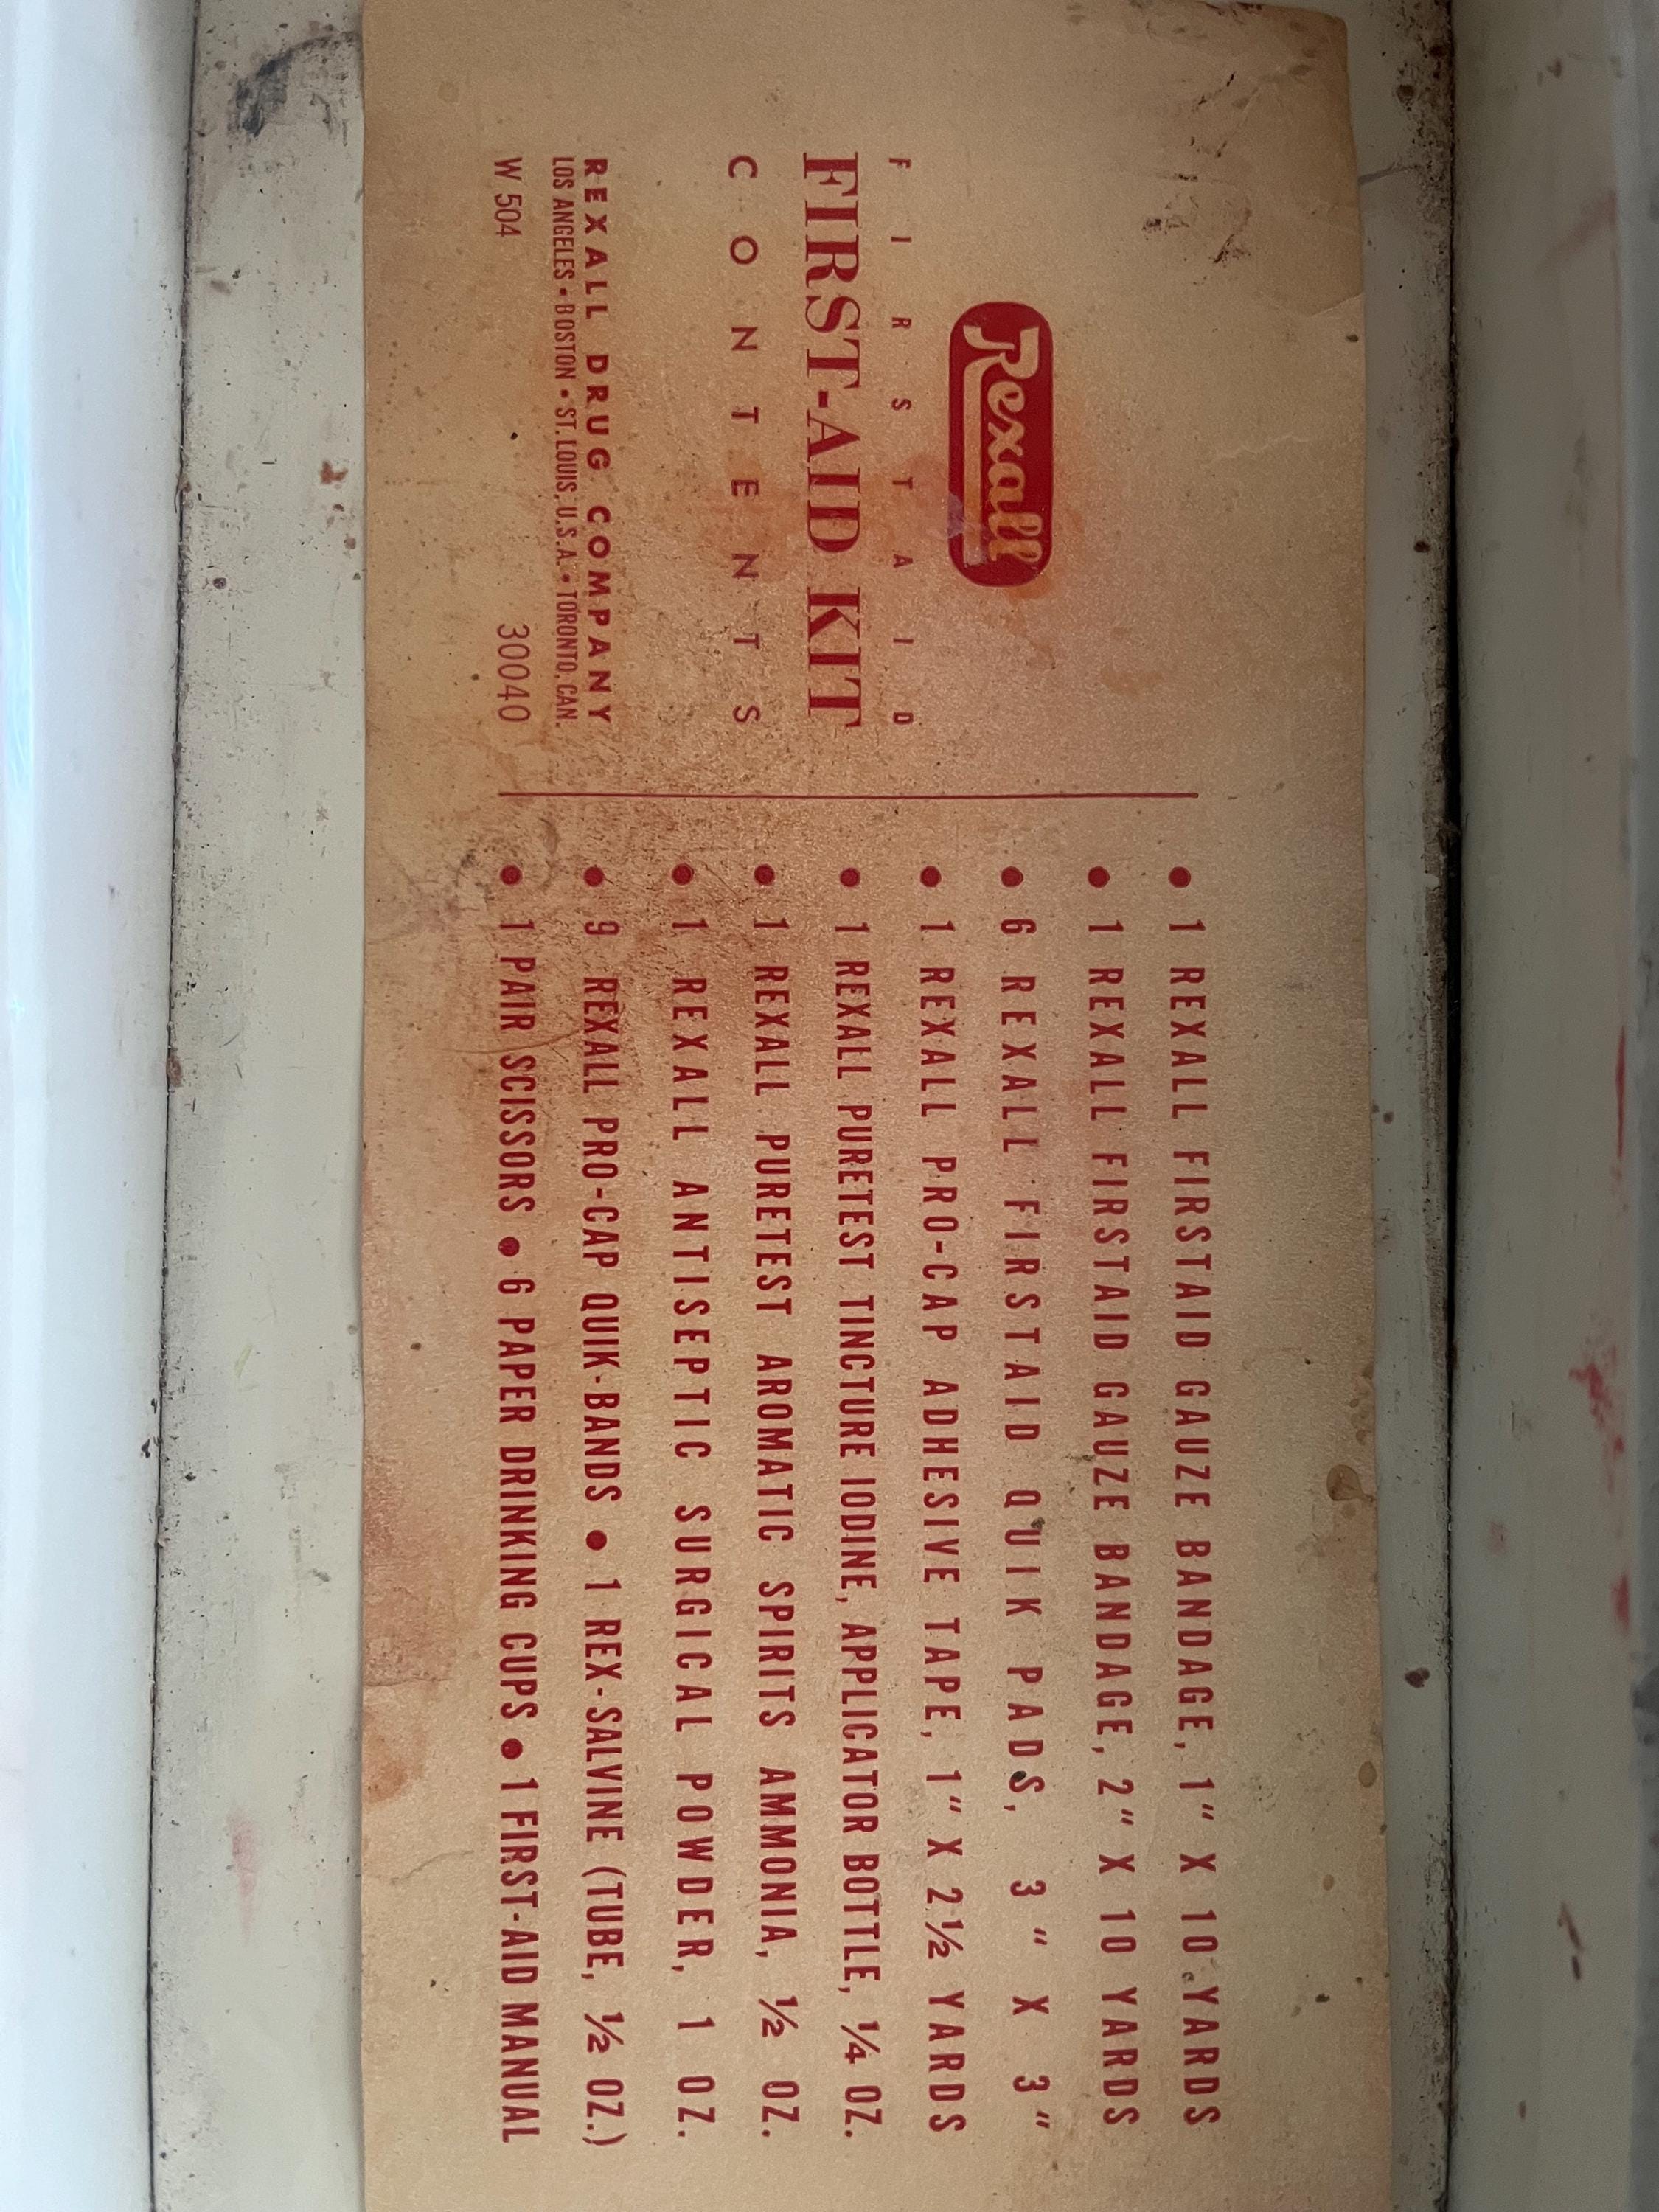 Rexall
FIRSTAID
FIRST-AID KIT
CONTENTS
REXALL DRUG COMPANY
LOS ANGELES • BOSTON • ST. LOUIS, U.S.A. • TORONTO, CAN.
W 504 30040
• 1 REXALL FIRSTAID GAUZE BANDAGE, 1" X 10 YARDS
• 1 REXALL FIRSTAID GAUZE BANDAGE, 2" X 10 YARDS
• 6 REXALL FIRSTAID QUIK PADS, 3" X 3"
• 1 REXALL PRO-CAP ADHESIVE TAPE, 1" X 2½ YARDS
• 1 REXALL PURETEST TINCTURE IODINE, APPLICATOR BOTTLE, ¼ OZ.
• 1 REXALL PURETEST AROMATIC SPIRITS AMMONIA, ½ OZ.
• 1 REXALL ANTISEPTIC SURGICAL POWDER, 1 OZ.
• 9 REXALL PRO-CAP QUIK-BANDS • 1 REX-SALVINE (TUBE, ½ OZ.)
• 1 PAIR SCISSORS • 6 PAPER DRINKING CUPS • 1 FIRST-AID MANUAL